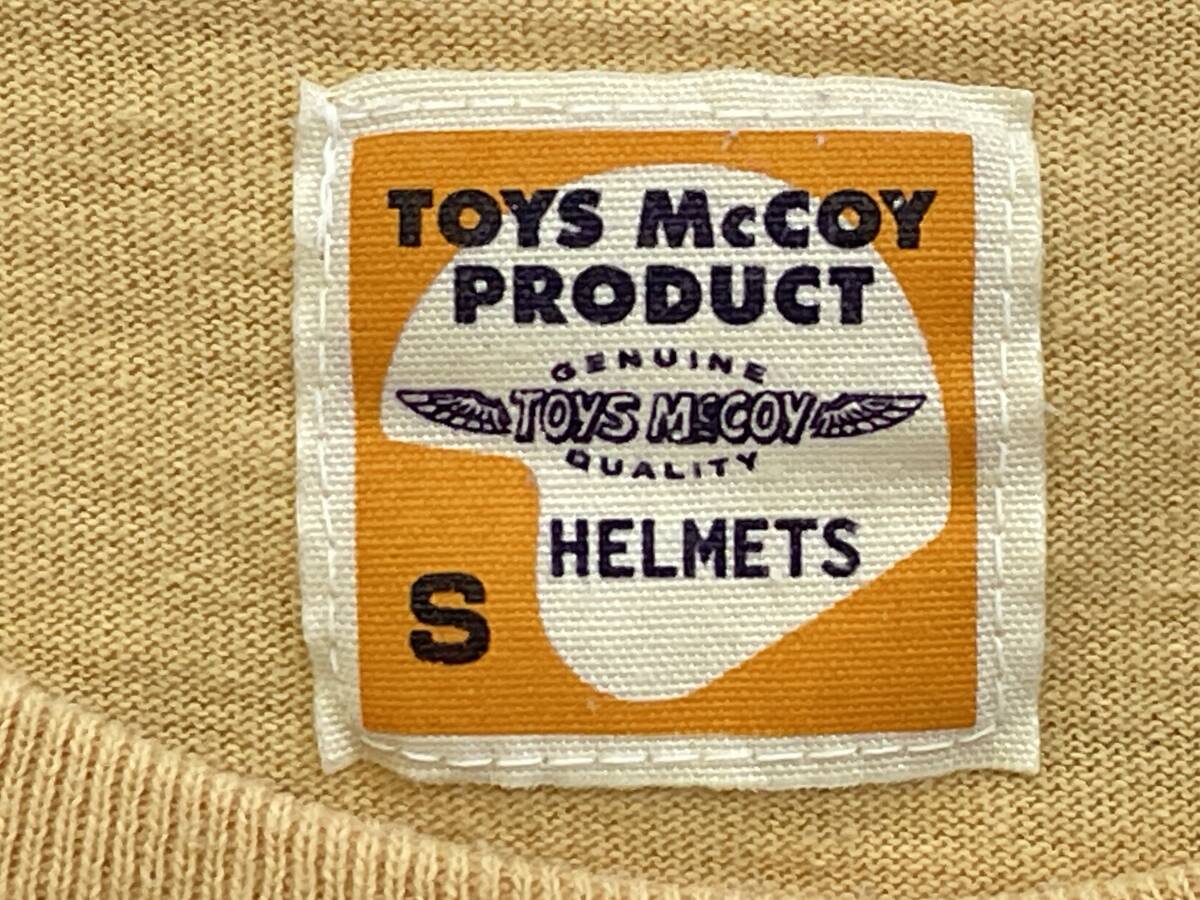 TOYS McCOY
PRODUCT
GENUINE
TOYS McCOY
QUALITY
HELMETS
S